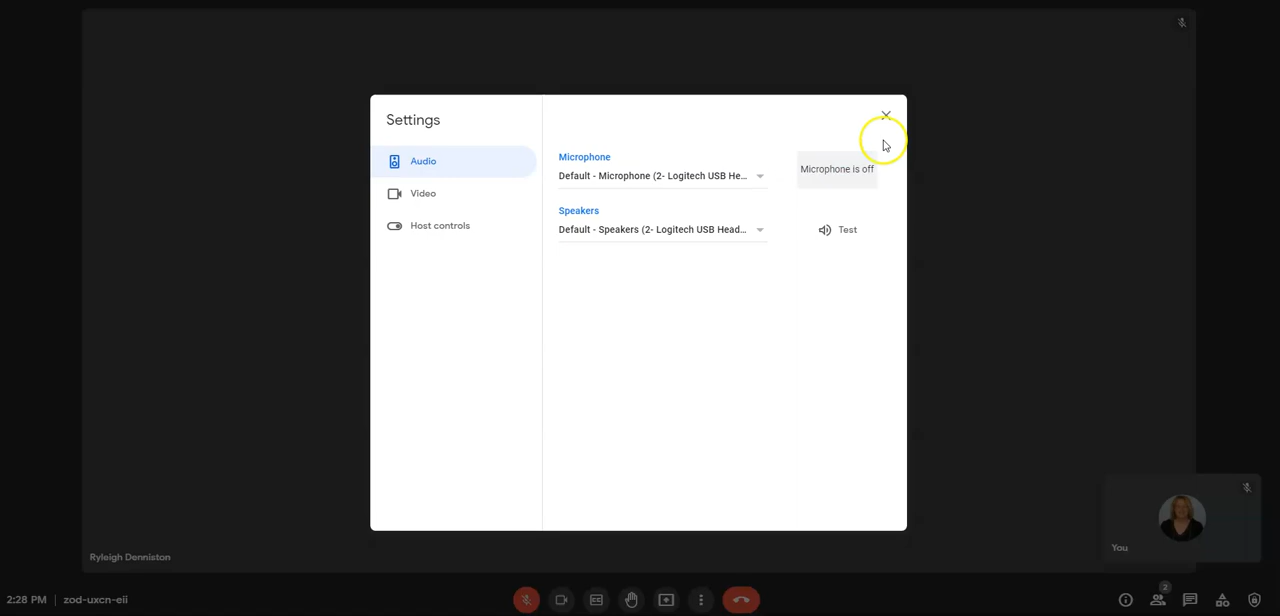 Settings
Audio
Video
Host controls
Microphone
Default - Microphone (2- Logitech USB He...
Microphone is off
Speakers
Default - Speakers (2- Logitech USB Head...
Test
Ryleigh Denniston
You
2:28 PM | zod-uxcn-eii
2